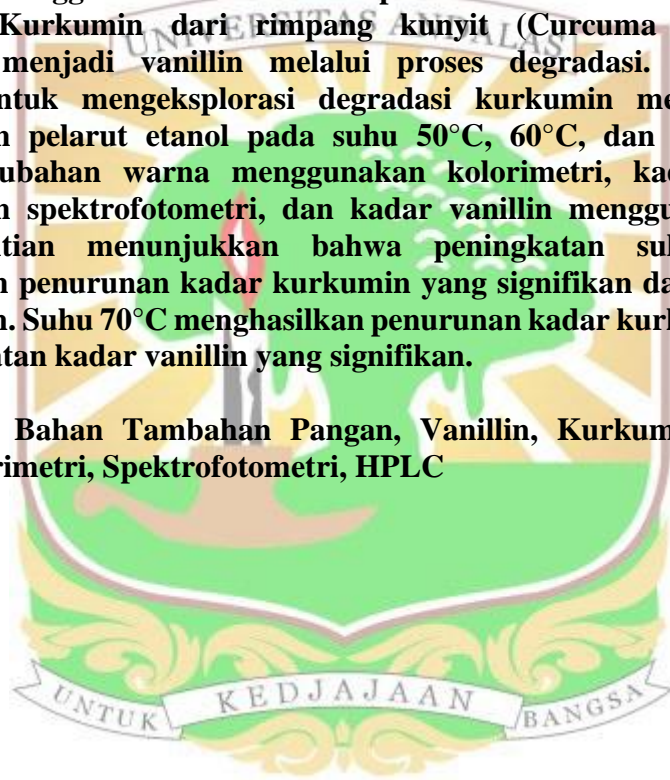 Kurkumin dari rimpang kunyit (Curcuma
menjadi vanillin melalui proses degradasi.
ntuk mengeksplorasi degradasi kurkumin me
n pelarut etanol pada suhu 50°C, 60°C, dan
ubahan warna menggunakan kolorimetri, kad
n spektrofotometri, dan kadar vanillin menggu
tian menunjukkan bahwa peningkatan su
n penurunan kadar kurkumin yang signifikan da
n. Suhu 70°C menghasilkan penurunan kadar kurk
atan kadar vanillin yang signifikan.
Bahan Tambahan Pangan, Vanillin, Kurkum
rimetri, Spektrofotometri, HPLC
UNIVERSITAS ANDALAS
UNTUK KEDJAJAAN BANGSA